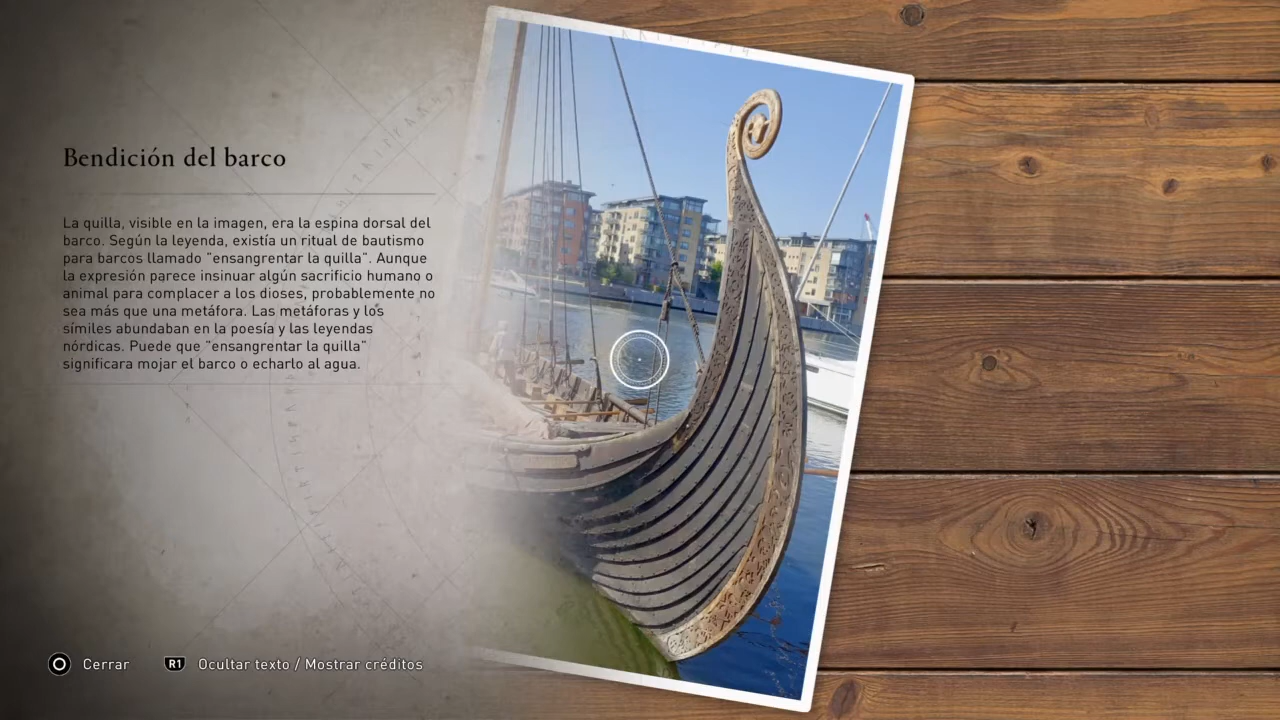 Bendición del barco
La quilla, visible en la imagen, era la espina dorsal del
barco. Según la leyenda, existía un ritual de bautismo
para barcos llamado "ensangrentar la quilla". Aunque
la expresión parece insinuar algún sacrificio humano o
animal para complacer a los dioses, probablemente no
sea más que una metáfora. Las metáforas y los
símiles abundaban en la poesía y las leyendas
nórdicas. Puede que "ensangrentar la quilla"
significara mojar el barco o echarlo al agua.
Cerrar
R1 Ocultar texto / Mostrar créditos